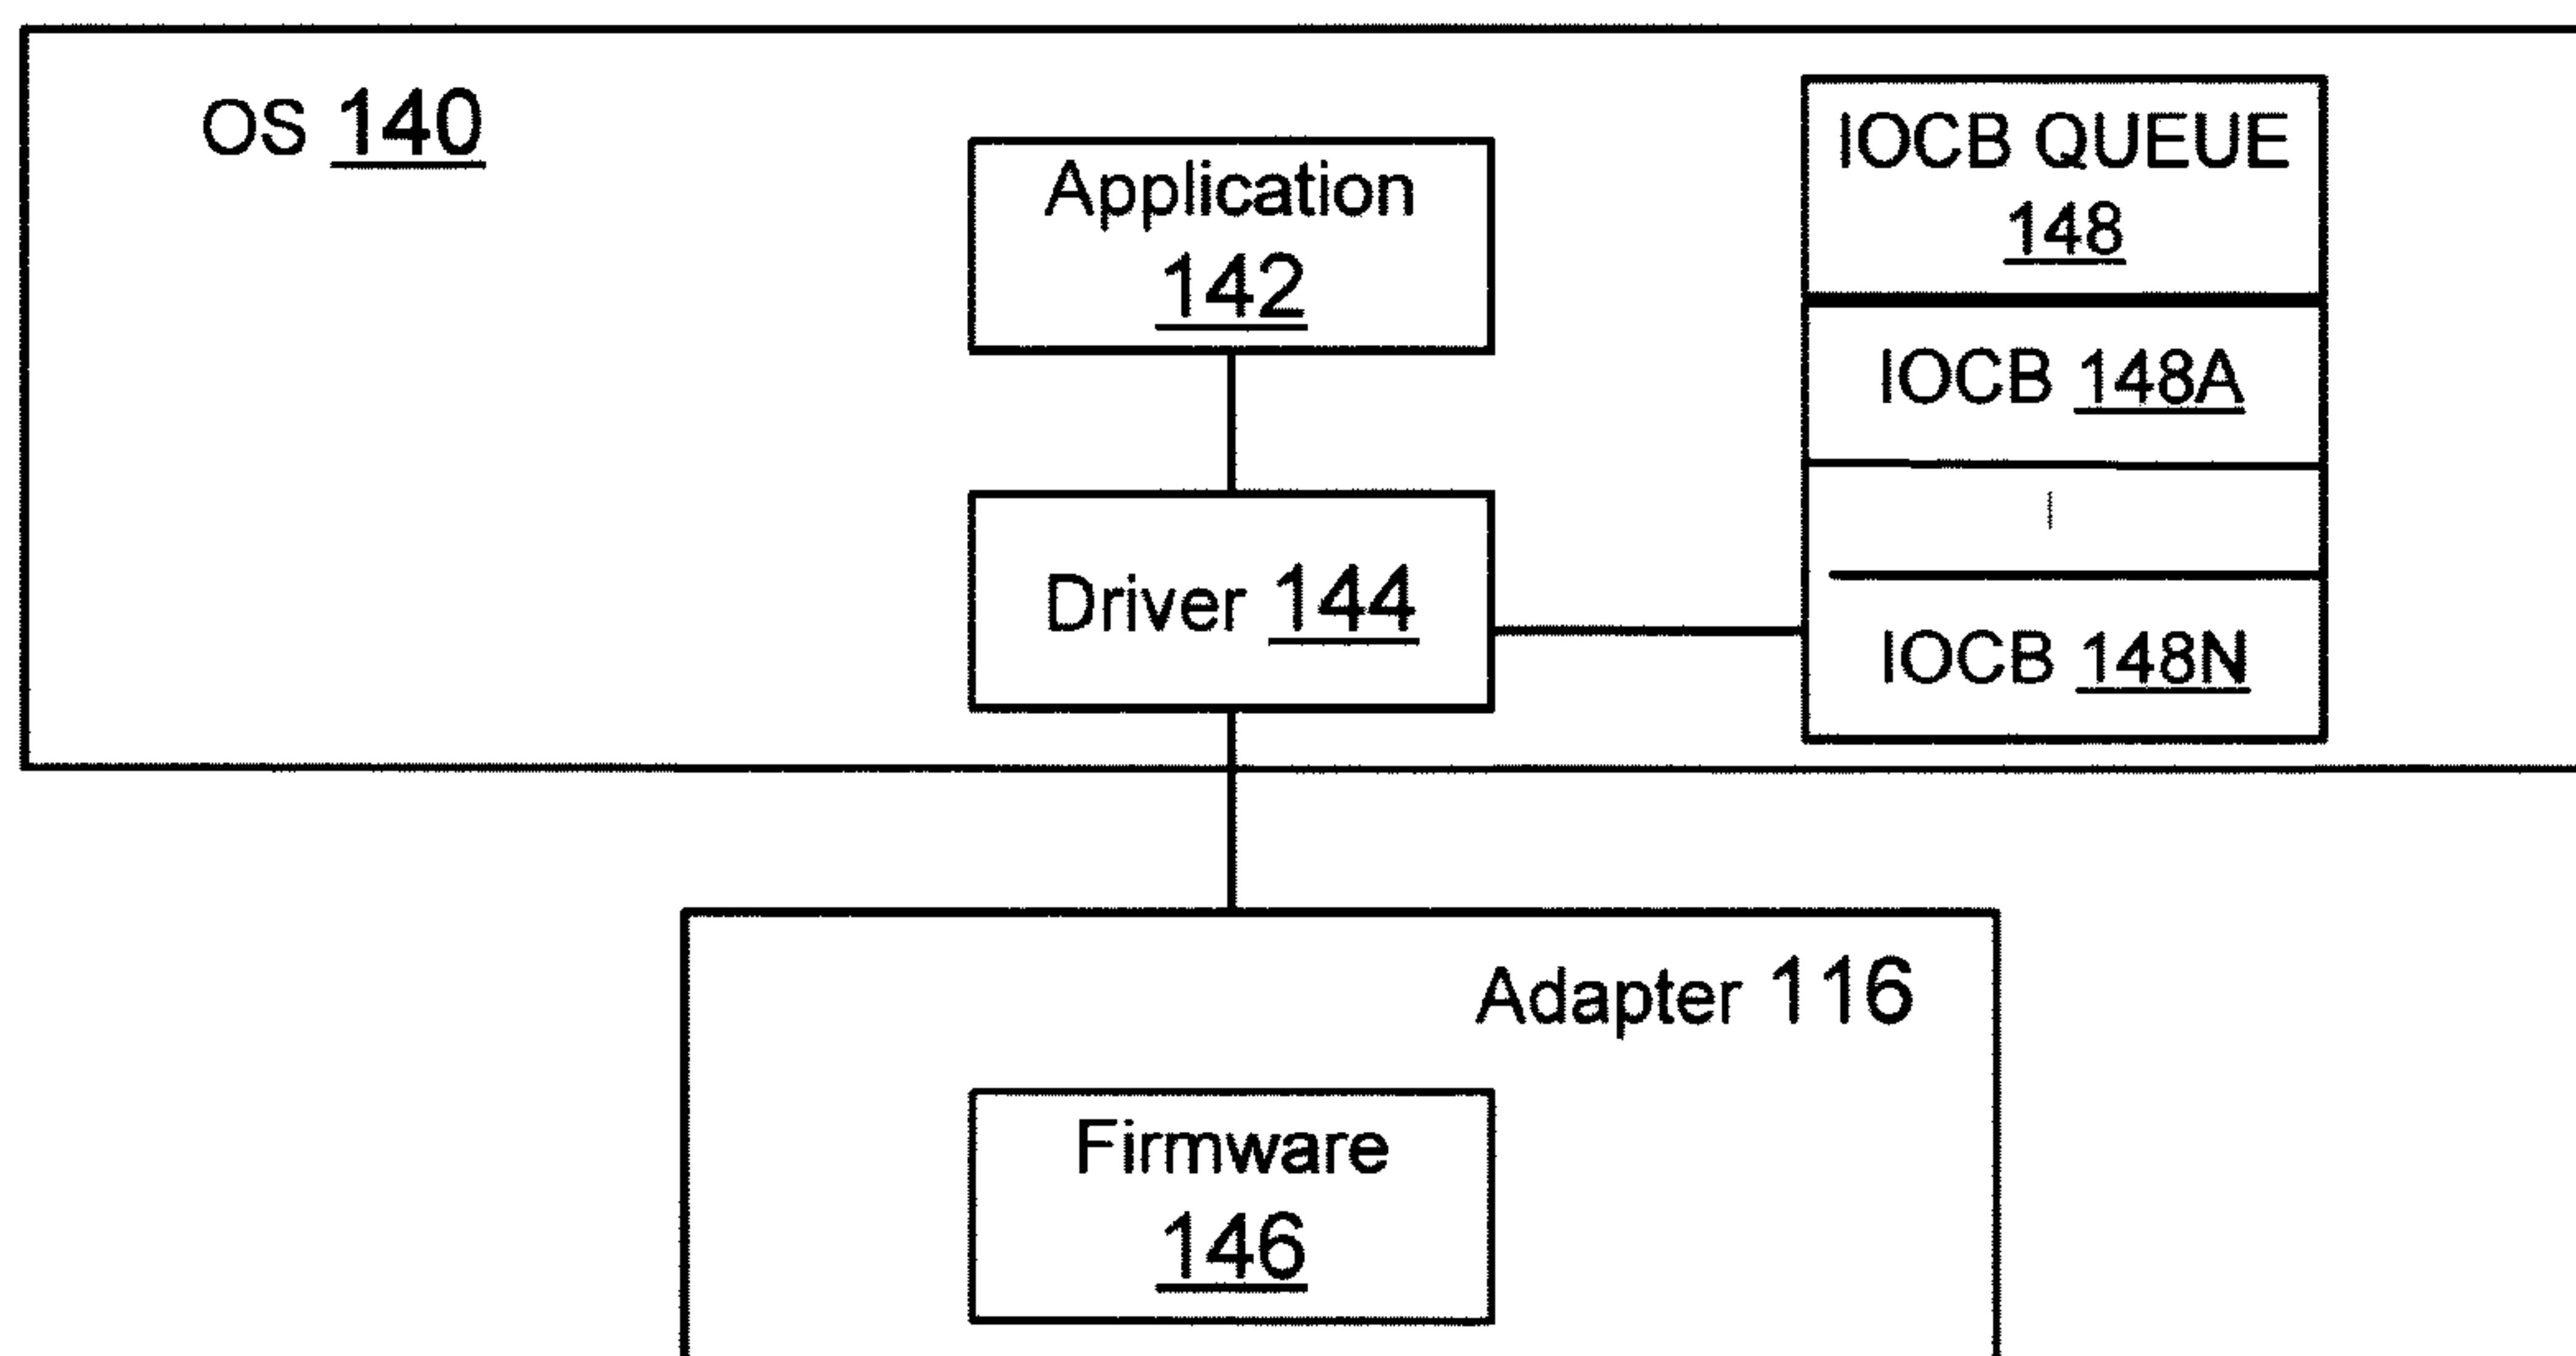 OS 140
Application
142
IOCB QUEUE
148
IOCB 148A
Driver 144
IOCB 148N
Adapter 116
Firmware
146